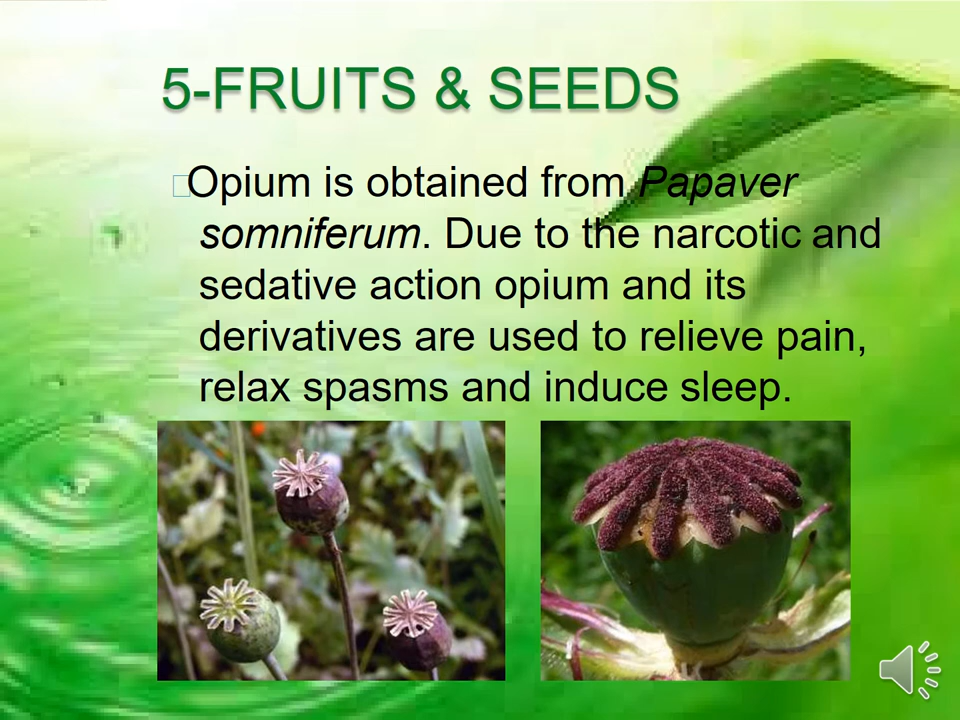 5-FRUITS & SEEDS
Opium is obtained from Papaver
somniferum. Due to the narcotic and
sedative action opium and its
derivatives are used to relieve pain,
relax spasms and induce sleep.